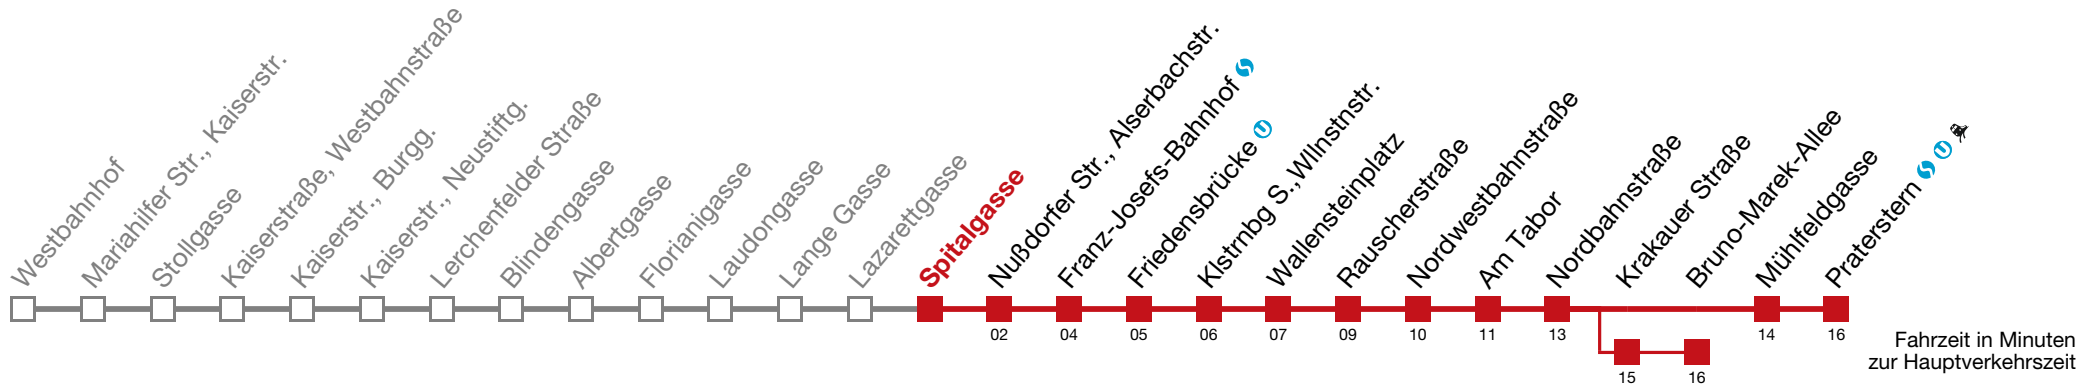 Westbahnhof
Mariahilfer Str., Kaiserstr.
Stollgasse
Kaiserstraße, Westbahnstraße
Kaiserstr., Burgg.
Kaiserstr., Neustiftg.
Lerchenfelder Straße
Blindengasse
Albertgasse
Florianigasse
Laudongasse
Lange Gasse
Lazarettgasse
Spitalgasse
Nußdorfer Str., Alserbachstr.
Franz-Josefs-Bahnhof
Friedensbrücke U
Klstrnbg S.,Wllnstnstr.
Wallensteinplatz
Rauscherstraße
Nordwestbahnstraße
Am Tabor
Nordbahnstraße
Krakauer Straße
Bruno-Marek-Allee
Mühlfeldgasse
Praterstern U
02 04 05 06 07 09 10 11 13 14 16
15 16
Fahrzeit in Minuten
zur Hauptverkehrszeit